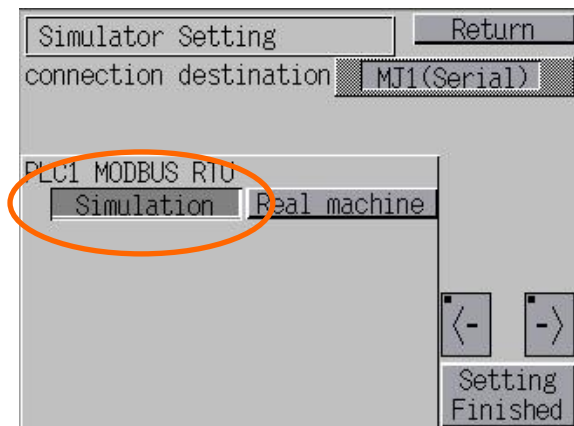 Simulator Setting
Return
connection destination MJ1(Serial)
PLC1 MODBUS RTU
Simulation Real machine
<- ->
Setting
Finished